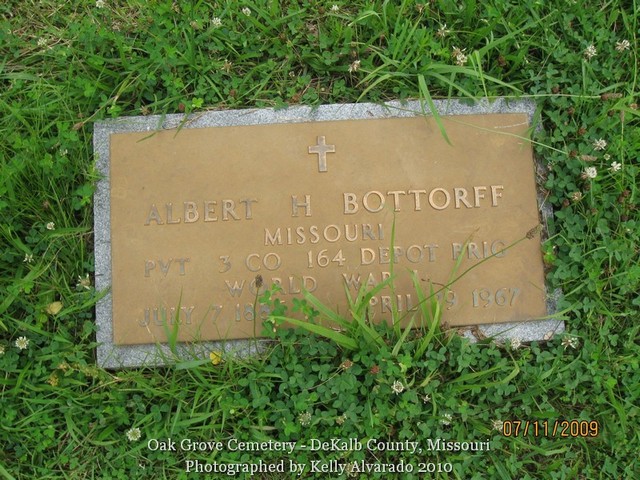 ALBERT H BOTTORFF
MISSOURI
PVT 3 CO 164 DEPOT BRIG
WORLD WAR I
JULY 7 APRIL 1967
07/11/2009
Oak Grove Cemetery - DeKalb County, Missouri
Photographed by Kelly Alvarado 2010